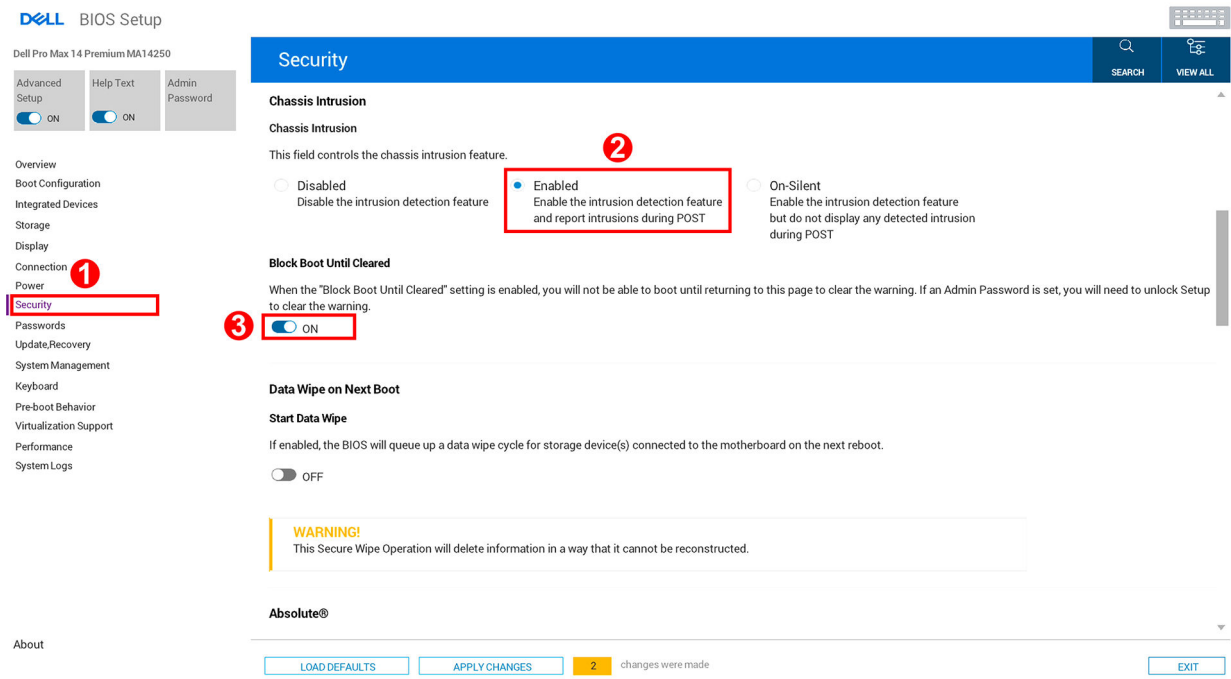 DELL BIOS Setup
Dell Pro Max 14 Premium MA14250
Advanced
Setup
ON
Help Text
ON
Admin
Password
Overview
Boot Configuration
Integrated Devices
Storage
Display
Connection
1
Power
Security
Passwords
Update,Recovery
System Management
Keyboard
Pre-boot Behavior
Virtualization Support
Performance
System Logs
About
Security
SEARCH
VIEW ALL
Chassis Intrusion
Chassis Intrusion
This field controls the chassis intrusion feature.
2
Disabled
Disable the intrusion detection feature
Enabled
Enable the intrusion detection feature
and report intrusions during POST
On-Silent
Enable the intrusion detection feature
but do not display any detected intrusion
during POST
Block Boot Until Cleared
When the "Block Boot Until Cleared" setting is enabled, you will not be able to boot until returning to this page to clear the warning. If an Admin Password is set, you will need to unlock Setup
to clear the warning.
3
ON
Data Wipe on Next Boot
Start Data Wipe
If enabled, the BIOS will queue up a data wipe cycle for storage device(s) connected to the motherboard on the next reboot.
OFF
WARNING!
This Secure Wipe Operation will delete information in a way that it cannot be reconstructed.
Absolute®
LOAD DEFAULTS
APPLY CHANGES
2 changes were made
EXIT